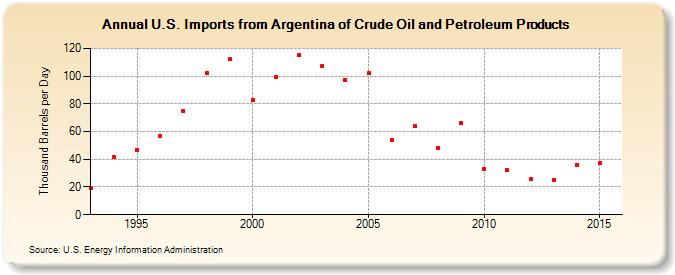 Annual U.S. Imports from Argentina of Crude Oil and Petroleum Products
Thousand Barrels per Day
120
100
80
60
40
20
0
1995 2000 2005 2010 2015
Source: U.S. Energy Information Administration